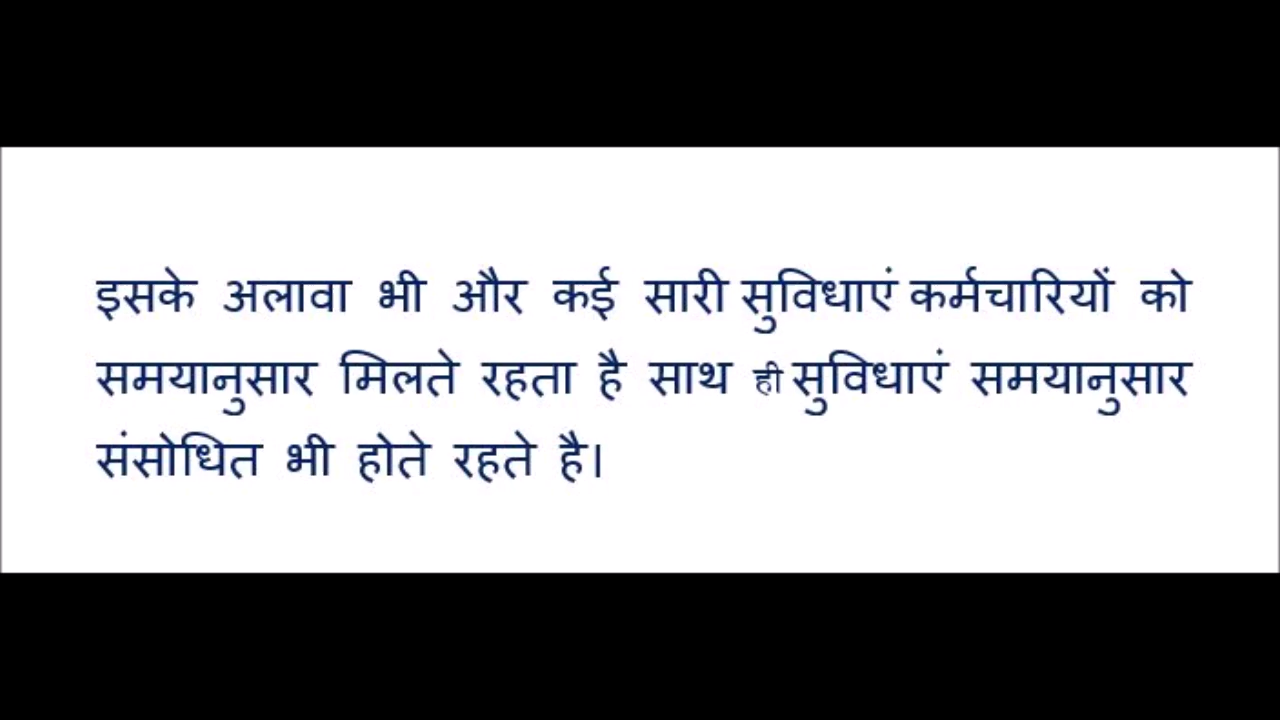 इसके अलावा भी और कई सारी सुविधाएं कर्मचारियों को
समयानुसार मिलते रहता है साथ ही सुविधाएं समयानुसार
संसोधित भी होते रहते है।